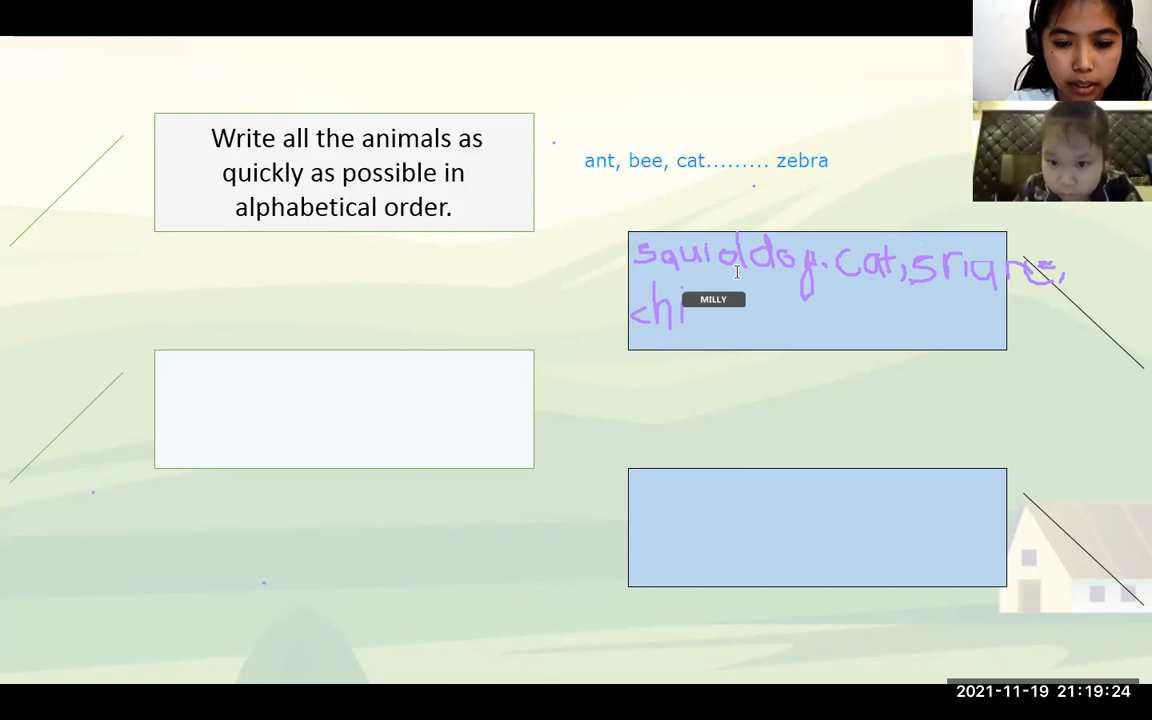 Write all the animals as
quickly as possible in
alphabetical order.
ant, bee, cat......... zebra
squid dog. cat, snane,
chi
MILLY
2021-11-19 21:19:24